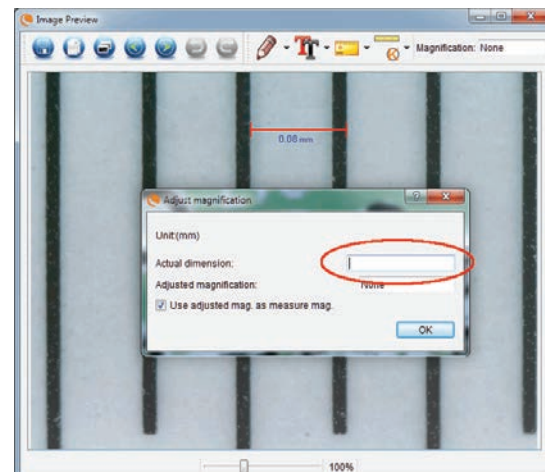 Image Preview
Magnification: None
0.00 mm
Adjust magnification
Unit:(mm)
Actual dimension:
Adjusted magnification: None
Use adjusted mag. as measure mag.
OK
100%